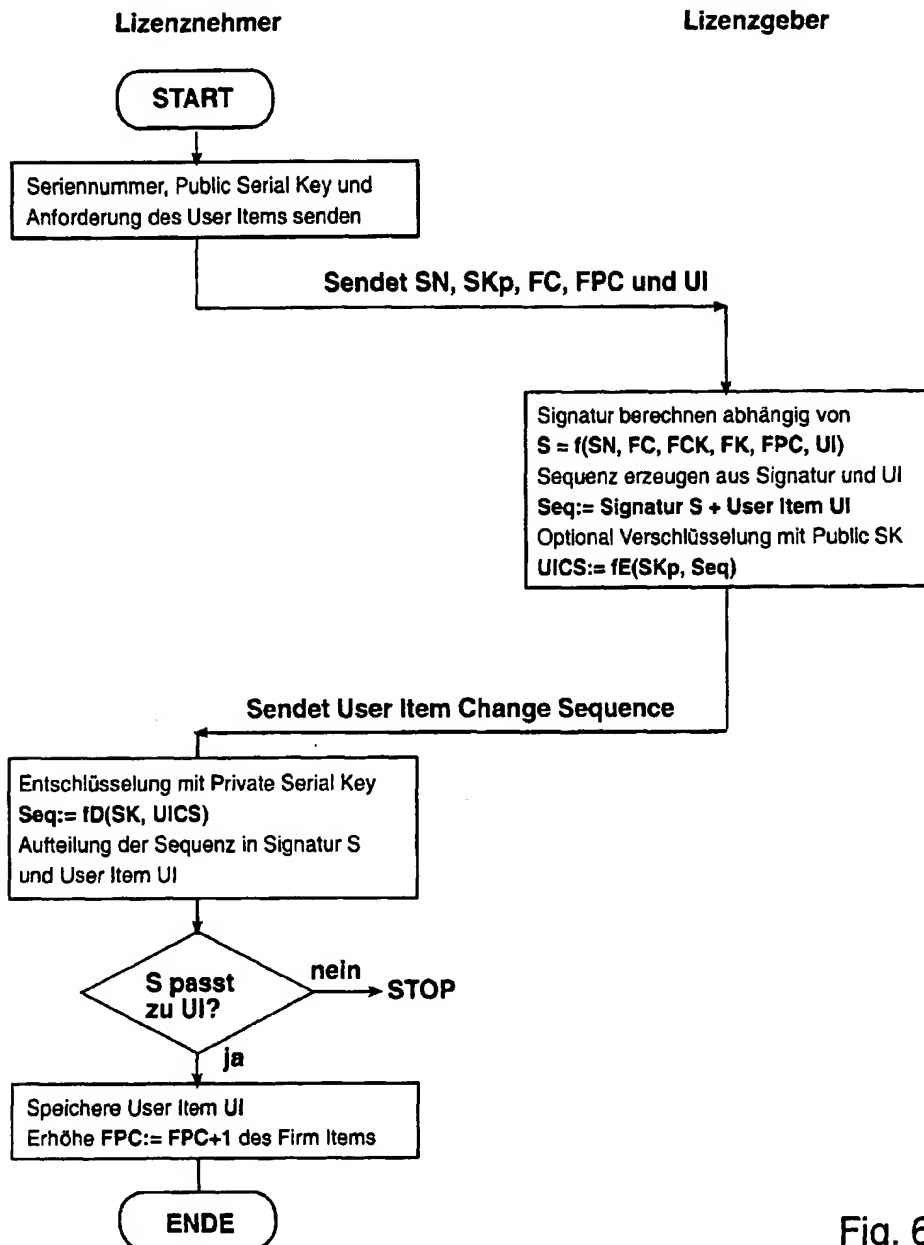 Lizenznehmer
Lizenzgeber
START
Seriennummer, Public Serial Key und
Anforderung des User Items senden
Sendet SN, SKp, FC, FPC und UI
Signatur berechnen abhängig von
S = f(SN, FC, FCK, FK, FPC, UI)
Sequenz erzeugen aus Signatur und UI
Seq:= Signatur S + User Item UI
Optional Verschlüsselung mit Public SK
UICS:= fE(SKp, Seq)
Sendet User Item Change Sequence
Entschlüsselung mit Private Serial Key
Seq:= fD(SK, UICS)
Aufteilung der Sequenz in Signatur S
und User Item UI
S passt
zu UI?
nein
STOP
ja
Speichere User Item UI
Erhöhe FPC:= FPC+1 des Firm Items
ENDE
Fig. 6